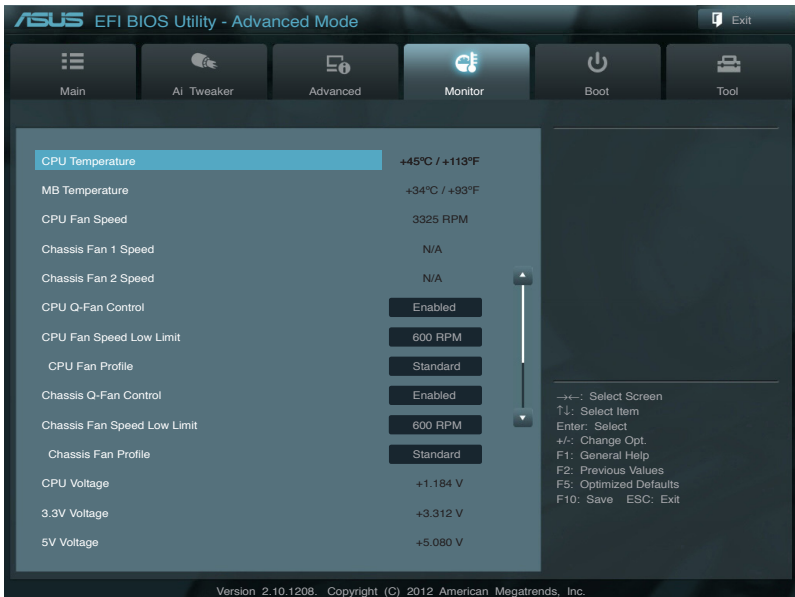 ASUS EFI BIOS Utility - Advanced Mode
Exit
Main Ai Tweaker Advanced Monitor Boot Tool
CPU Temperature +45ºC / +113ºF
MB Temperature +34ºC / +93ºF
CPU Fan Speed 3325 RPM
Chassis Fan 1 Speed N/A
Chassis Fan 2 Speed N/A
CPU Q-Fan Control Enabled
CPU Fan Speed Low Limit 600 RPM
CPU Fan Profile Standard
Chassis Q-Fan Control Enabled
Chassis Fan Speed Low Limit 600 RPM
Chassis Fan Profile Standard
CPU Voltage +1.184 V
3.3V Voltage +3.312 V
5V Voltage +5.080 V
→←: Select Screen
↑↓: Select Item
Enter: Select
+/-: Change Opt.
F1: General Help
F2: Previous Values
F5: Optimized Defaults
F10: Save ESC: Exit
Version 2.10.1208. Copyright (C) 2012 American Megatrends, Inc.